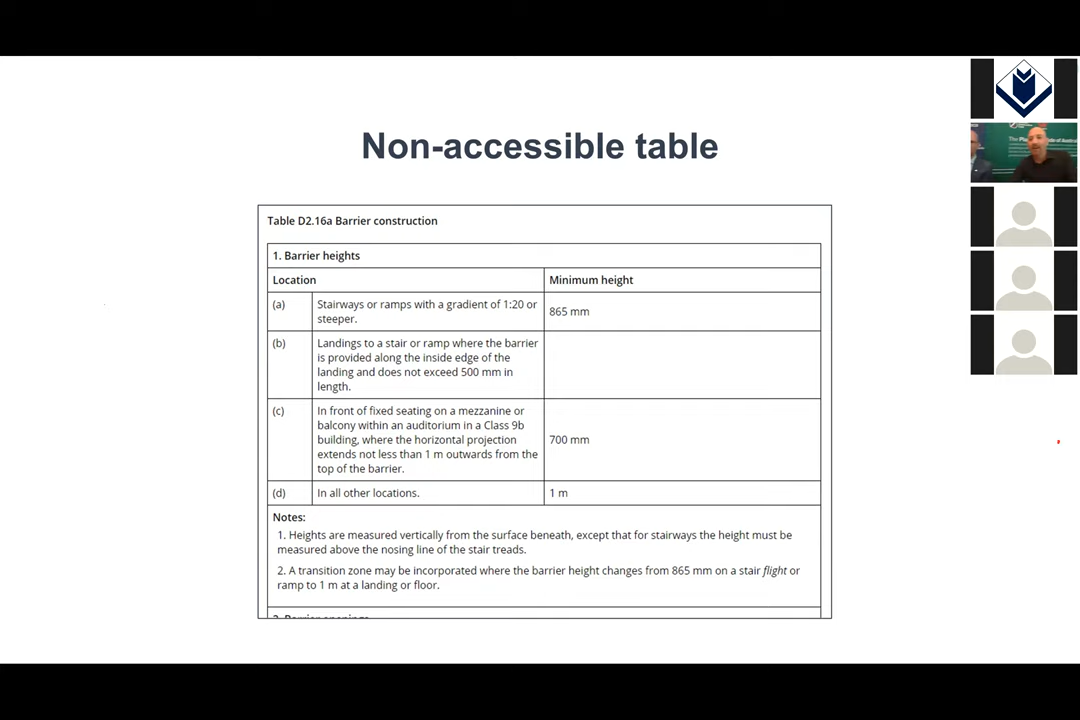 Non-accessible table
Table D2.16a Barrier construction
1. Barrier heights
Location
Minimum height
(a)
Stairways or ramps with a gradient of 1:20 or
steeper.
865 mm
(b)
Landings to a stair or ramp where the barrier
is provided along the inside edge of the
landing and does not exceed 500 mm in
length.
(c)
In front of fixed seating on a mezzanine or
balcony within an auditorium in a Class 9b
building, where the horizontal projection
extends not less than 1 m outwards from the
top of the barrier.
700 mm
(d)
In all other locations.
1 m
Notes:
1. Heights are measured vertically from the surface beneath, except that for stairways the height must be
measured above the nosing line of the stair treads.
2. A transition zone may be incorporated where the barrier height changes from 865 mm on a stair flight or
ramp to 1 m at a landing or floor.